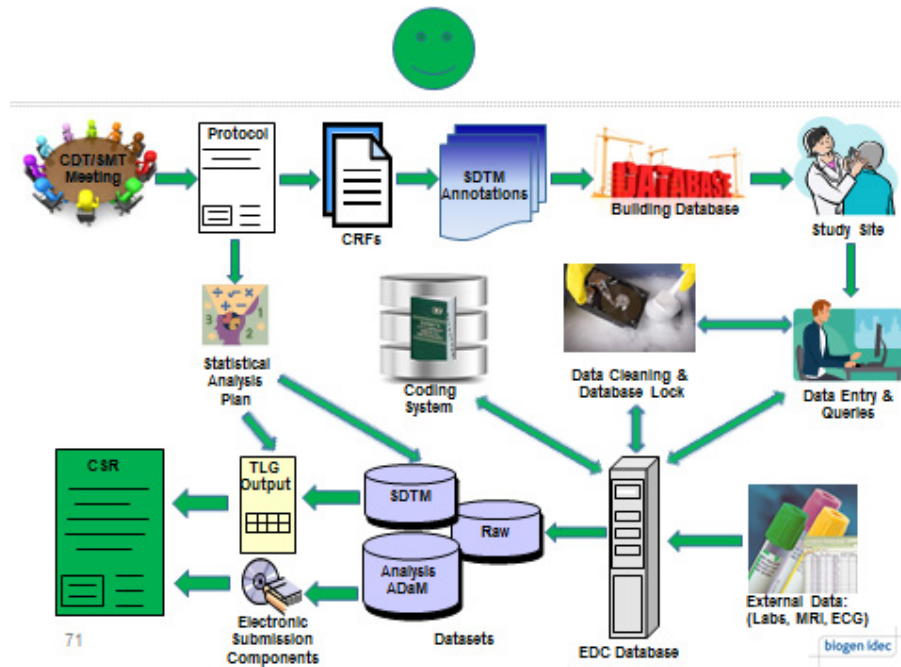 CDT/SMT
Meeting
Protocol
CRFs
SDTM
Annotations
DATABASE
Building Database
Study Site
Statistical
Analysis
Plan
Coding
System
Data Cleaning &
Database Lock
Data Entry &
Queries
CSR
TLG
Output
SDTM
Raw
Analysis
ADaM
Electronic
Submission
Components
Datasets
EDC Database
External Data:
(Labs, MRI, ECG)
71
biogen idec